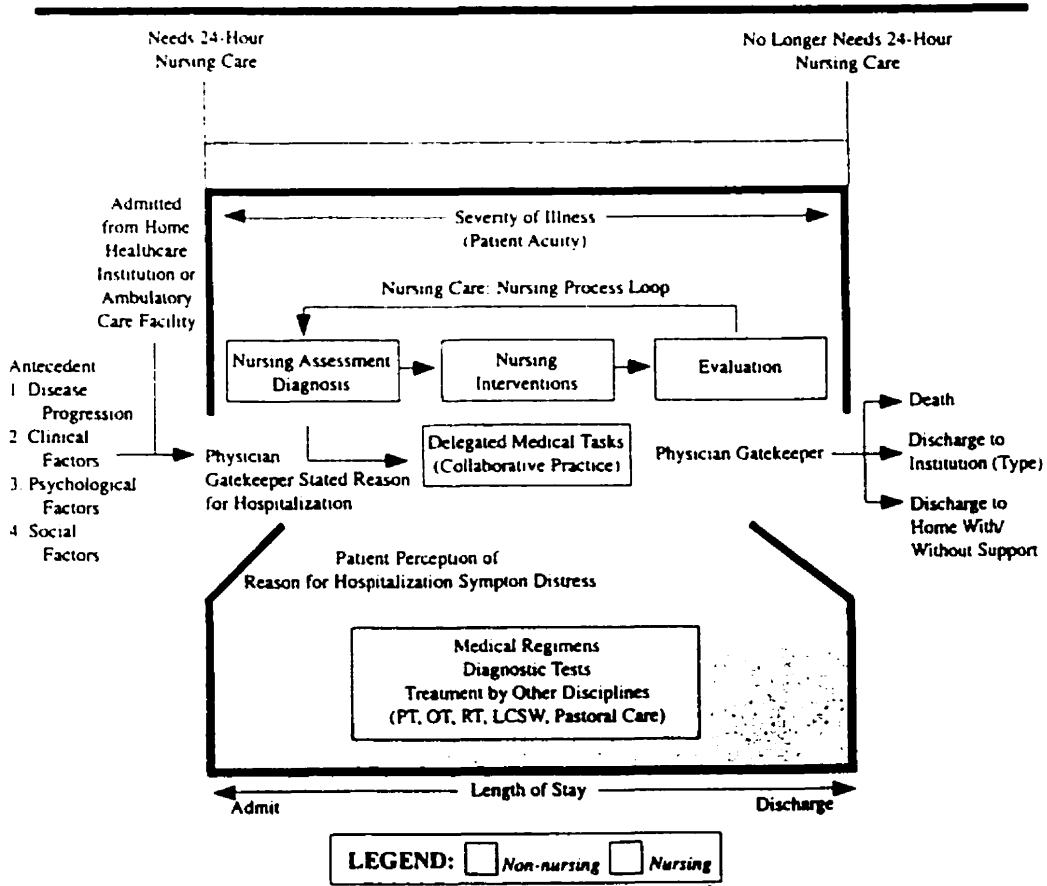 Needs 24-Hour
Nursing Care
No Longer Needs 24-Hour
Nursing Care
Admitted
from Home
Healthcare
Institution or
Ambulatory
Care Facility
Severity of Illness
(Patient Acuity)
Nursing Care: Nursing Process Loop
Nursing Assessment
Diagnosis
Nursing
Interventions
Evaluation
Antecedent
1 Disease
Progression
2 Clinical
Factors
3. Psychological
Factors
4 Social
Factors
Physician
Gatekeeper Stated Reason
for Hospitalization
Delegated Medical Tasks
(Collaborative Practice)
Physician Gatekeeper
Death
Discharge to
Institution (Type)
Discharge to
Home With/
Without Support
Patient Perception of
Reason for Hospitalization Sympton Distress
Medical Regimens
Diagnostic Tests
Treatment by Other Disciplines
(PT, OT, RT, LCSW, Pastoral Care)
Length of Stay
Admit
Discharge
LEGEND: Non-nursing Nursing